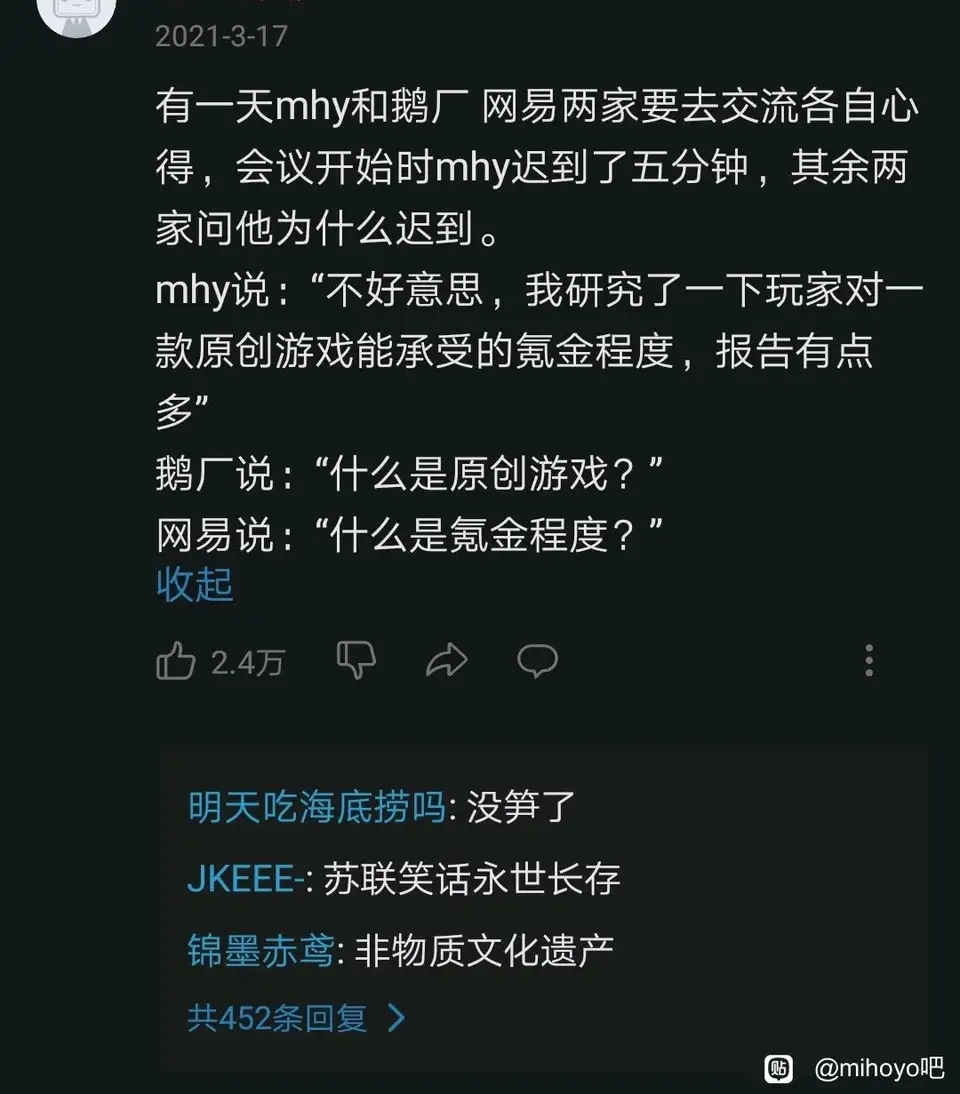 2021-3-17
有一天mhy和鹅厂 网易两家要去交流各自心
得，会议开始时mhy迟到了五分钟，其余两
家问他为什么迟到。
mhy说：“不好意思，我研究了一下玩家对一
款原创游戏能承受的氪金程度，报告有点
多”
鹅厂说：“什么是原创游戏？”
网易说：“什么是氪金程度？”
收起
2.4万
明天吃海底捞吗: 没笋了
JKEEE-: 苏联笑话永世长存
锦墨赤鸢: 非物质文化遗产
共452条回复
贴 @mihoyo吧